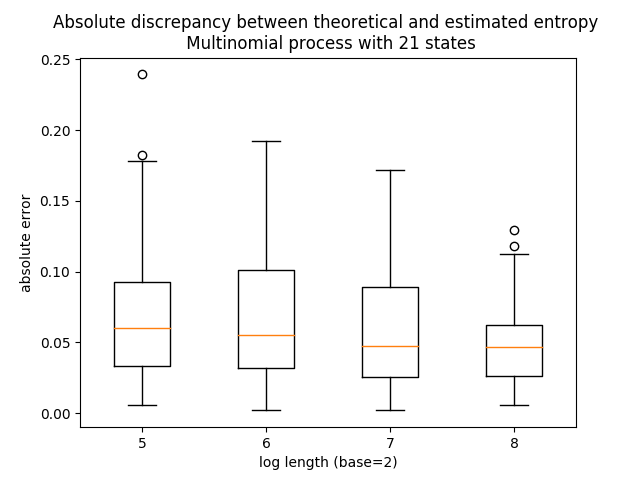 Absolute discrepancy between theoretical and estimated entropy
Multinomial process with 21 states
0.25
0.20
0.15
0.10
0.05
0.00
absolute error
5 6 7 8
log length (base=2)